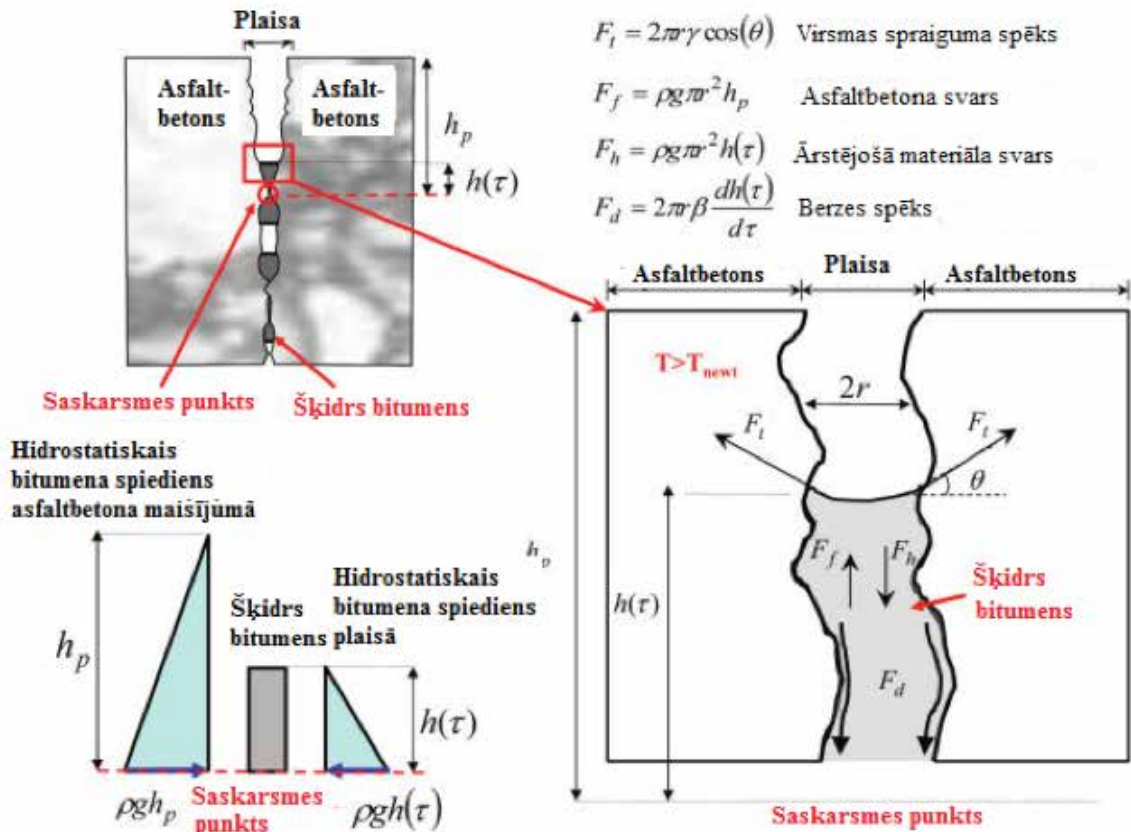 Plaisa
Asfalt-
betons
Asfalt-
betons
h_p
h(τ)
Saskarsmes punkts
Šķidrs bitumens
F_t = 2πrγ cos(θ) Virsmas spraiguma spēks
F_f = ρgπr²h_p Asfaltbetona svars
F_h = ρgπr²h(τ) Ārstējošā materiāla svars
F_d = 2πrβ dh(τ)/dτ Berzes spēks
Asfaltbetons
Plaisa
Asfaltbetons
T>T_newt
2r
F_t
F_t
θ
h_p
F_f
F_h
h(τ)
Šķidrs
bitumens
F_d
Saskarsmes punkts
Hidrostatiskais
bitumena spiediens
asfaltbetona maisījumā
h_p
Šķidrs
bitumens
Hidrostatiskais
bitumena spiediens
plaisā
h(τ)
ρgh_p
Saskarsmes
punkts
ρgh(τ)